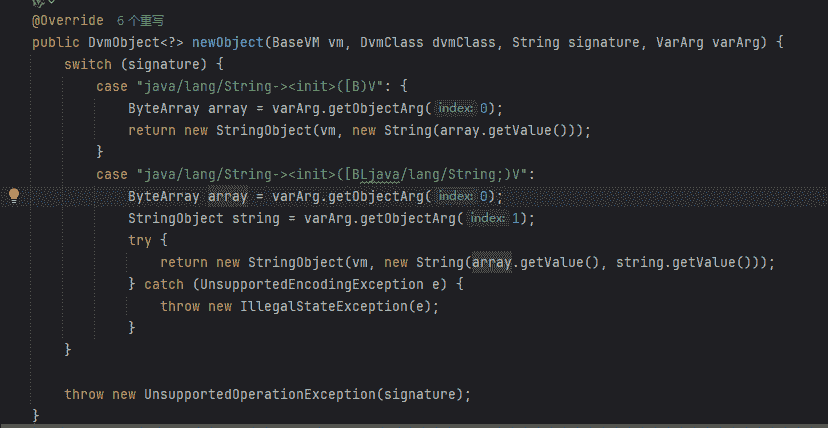 @Override 6 个重写
public DvmObject<?> newObject(BaseVM vm, DvmClass dvmClass, String signature, VarArg varArg) {
switch (signature) {
case "java/lang/String-><init>([B)V": {
ByteArray array = varArg.getObjectArg( index: 0);
return new StringObject(vm, new String(array.getValue()));
}
case "java/lang/String-><init>([BLjava/lang/String;)V":
ByteArray array = varArg.getObjectArg( index: 0);
StringObject string = varArg.getObjectArg( index: 1);
try {
return new StringObject(vm, new String(array.getValue(), string.getValue()));
} catch (UnsupportedEncodingException e) {
throw new IllegalStateException(e);
}
}
throw new UnsupportedOperationException(signature);
}